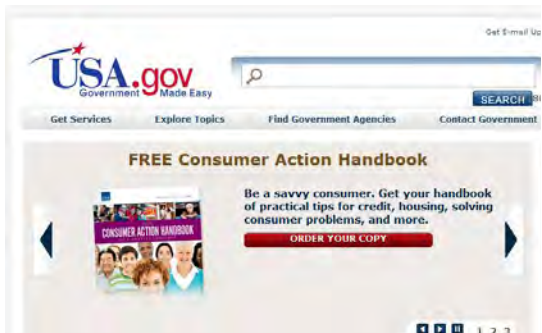 Get E-mail Up
USA.gov
Government Made Easy
SEARCH
Get Services Explore Topics Find Government Agencies Contact Government
FREE Consumer Action Handbook
CONSUMER ACTION HANDBOOK
Be a savvy consumer. Get your handbook
of practical tips for credit, housing, solving
consumer problems, and more.
ORDER YOUR COPY
1 2 3